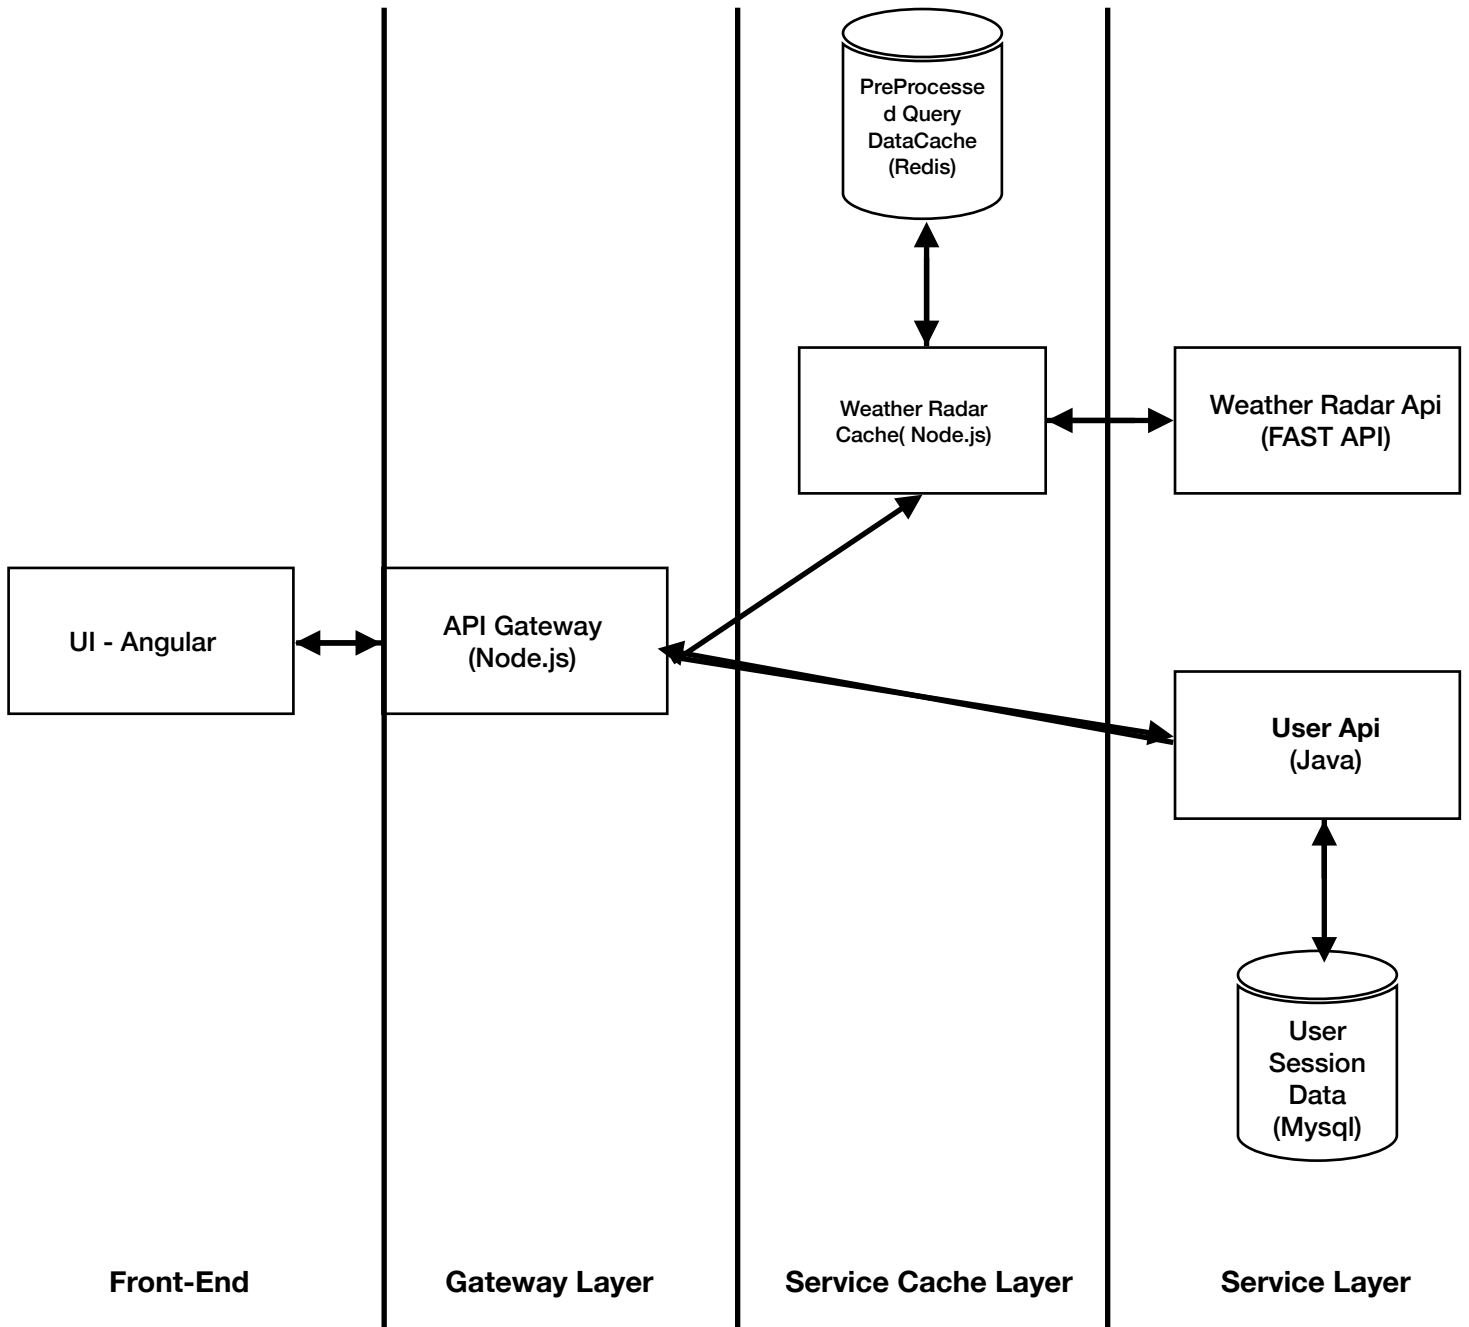 PreProcesse
d Query
DataCache
(Redis)
Weather Radar
Cache( Node.js)
Weather Radar Api
(FAST API)
UI - Angular
API Gateway
(Node.js)
User Api
(Java)
User
Session
Data
(Mysql)
Front-End
Gateway Layer
Service Cache Layer
Service Layer